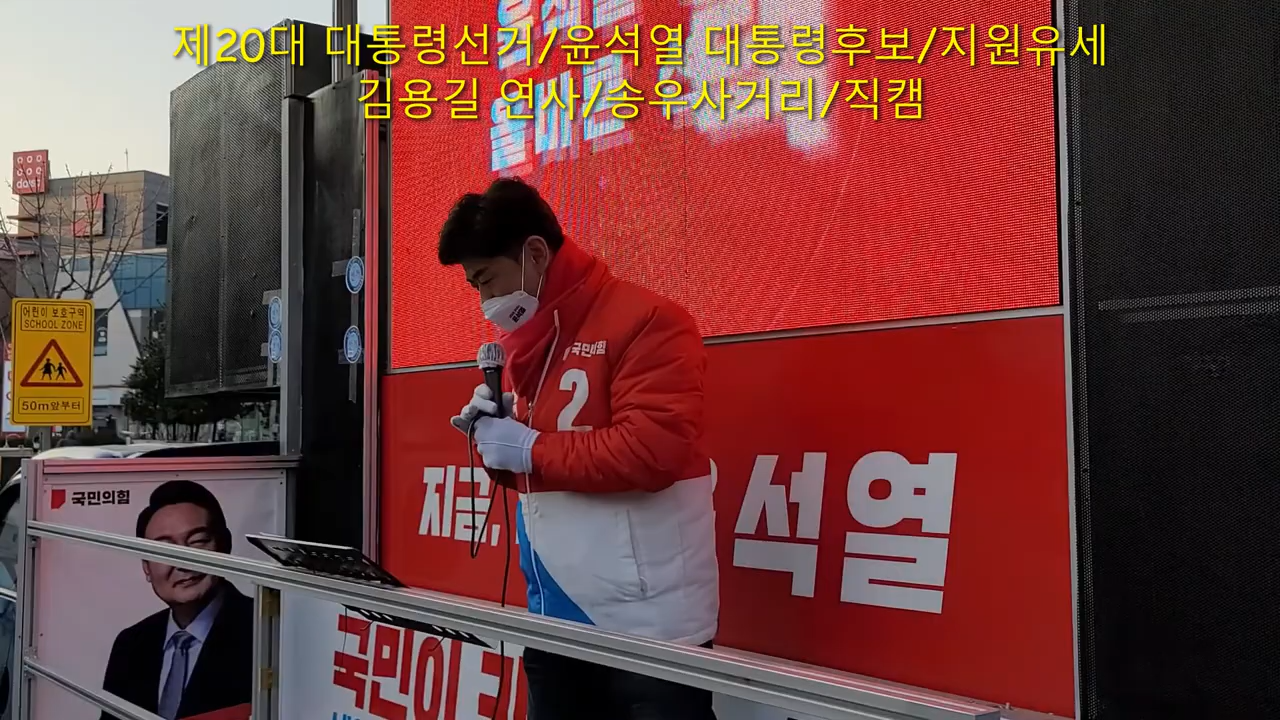 제20대 대통령선거/윤석열 대통령후보/지원유세
김용길 연사/송우사거리/직캠
어린이 보호구역
SCHOOL ZONE
50m앞부터
국민의힘
2
지금,
석열
국민의힘
국민이